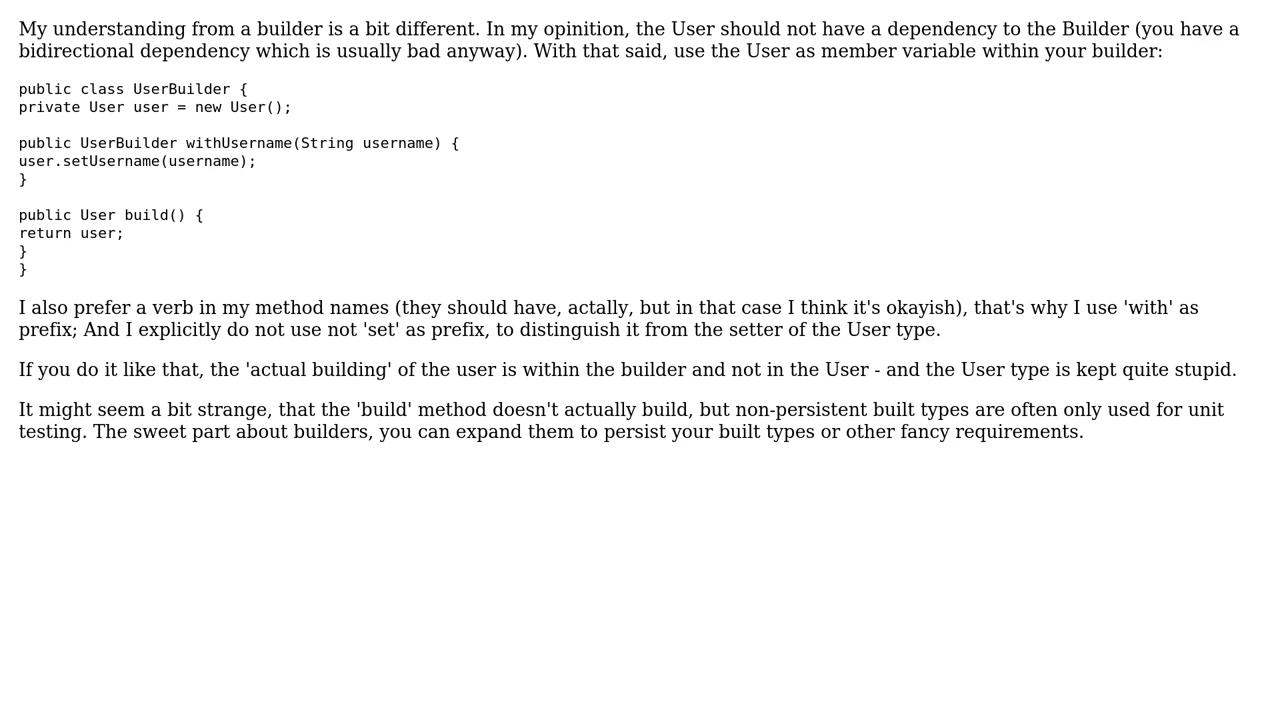 My understanding from a builder is a bit different. In my opinition, the User should not have a dependency to the Builder (you have a
bidirectional dependency which is usually bad anyway). With that said, use the User as member variable within your builder:
public class UserBuilder {
private User user = new User();
public UserBuilder withUsername(String username) {
user.setUsername(username);
}
public User build() {
return user;
}
}
I also prefer a verb in my method names (they should have, actally, but in that case I think it's okayish), that's why I use 'with' as
prefix; And I explicitly do not use not 'set' as prefix, to distinguish it from the setter of the User type.
If you do it like that, the 'actual building' of the user is within the builder and not in the User - and the User type is kept quite stupid.
It might seem a bit strange, that the 'build' method doesn't actually build, but non-persistent built types are often only used for unit
testing. The sweet part about builders, you can expand them to persist your built types or other fancy requirements.